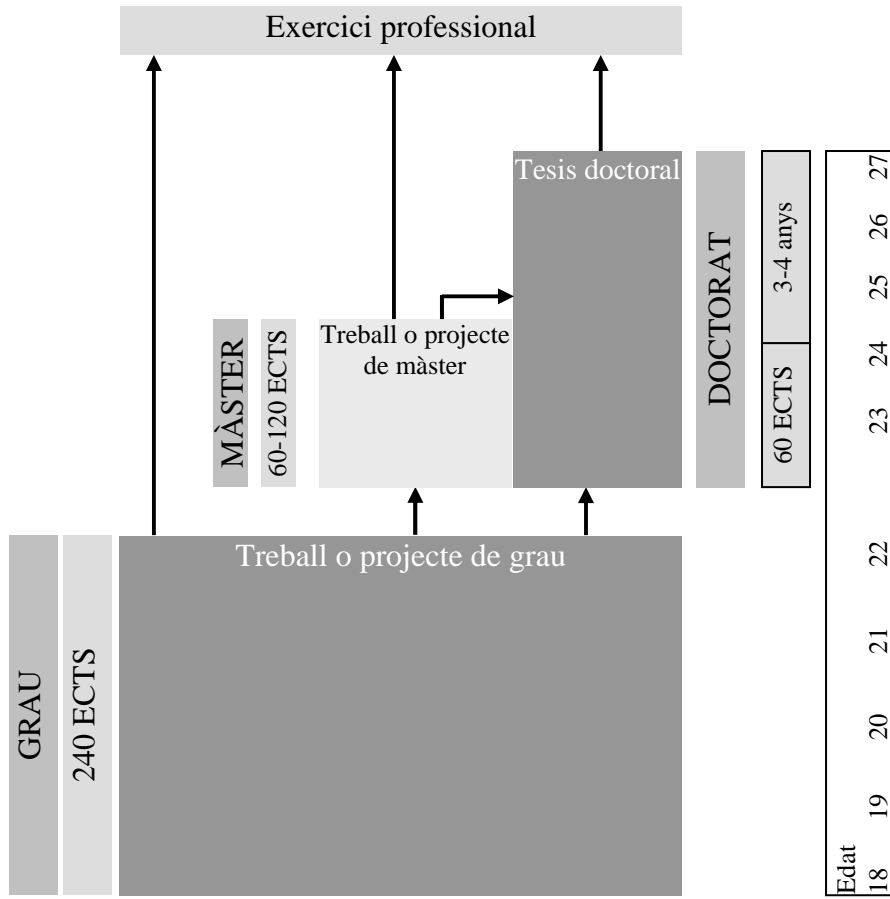 Exercici professional
Tesis doctoral
DOCTORAT
3-4 anys
60 ECTS
MÀSTER
60-120 ECTS
Treball o projecte
de màster
Treball o projecte de grau
GRAU
240 ECTS
27
26
25
24
23
22
21
20
19
18
Edat